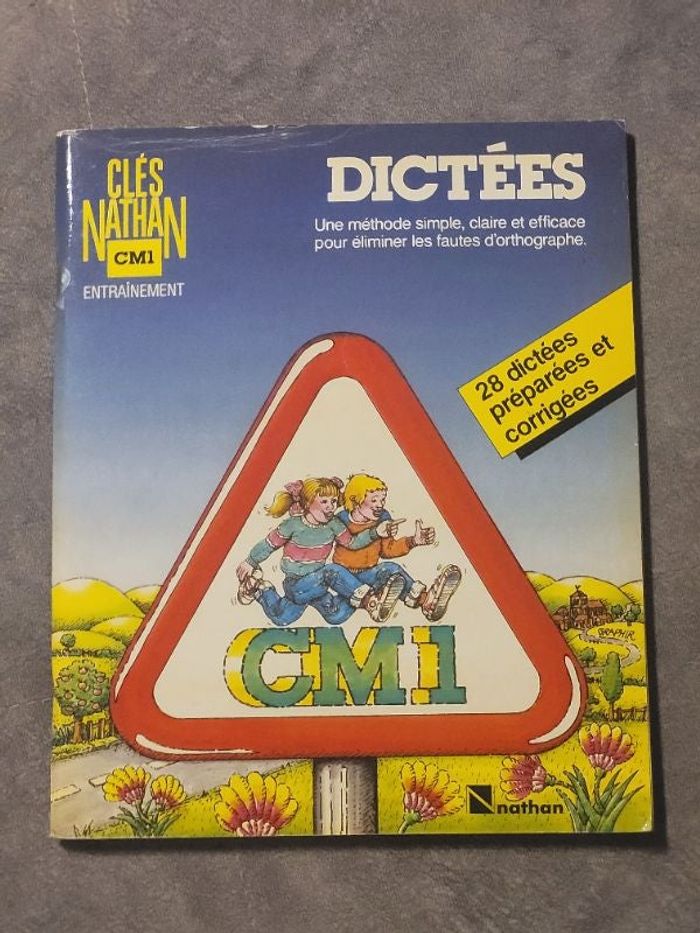 CLÉS
NATHAN
CM1
ENTRAÎNEMENT
DICTÉES
Une méthode simple, claire et efficace
pour éliminer les fautes d'orthographe.
28 dictées
préparées et
corrigées
CM1
GRAPHIR
nathan